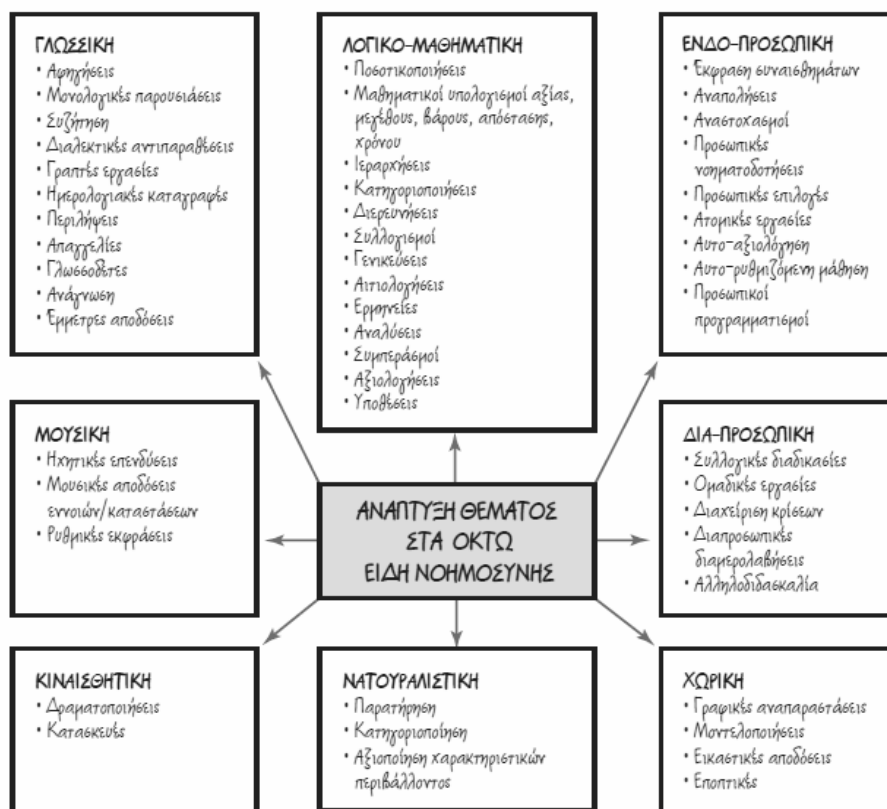 ΓΛΩΣΣΙΚΗ
• Αφηγήσεις
• Μονολογικές παρουσιάσεις
• Συζήτηση
• Διαλεκτικές αντιπαραθέσεις
• Γραπτές εργασίες
• Ημερολογιακές καταγραφές
• Περιλήψεις
• Απαγγελίες
• Γλωσσοδέτες
• Ανάγνωση
• Έμμετρες αποδόσεις
ΛΟΓΙΚΟ-ΜΑΘΗΜΑΤΙΚΗ
• Ποσοτικοποιήσεις
• Μαθηματικοί υπολογισμοί αξίας,
μεγέθους, βάρους, απόστασης,
χρόνου
• Ιεραρχήσεις
• Κατηγοριοποιήσεις
• Διερευνήσεις
• Συλλογισμοί
• Γενικεύσεις
• Αιτιολογήσεις
• Ερμηνείες
• Αναλύσεις
• Συμπεράσμοί
• Αξιολογήσεις
• Υποθέσεις
ΕΝΔΟ-ΠΡΟΣΩΠΙΚΗ
• Έκφραση συναισθημάτων
• Αναπολήσεις
• Αναστοχασμοί
• Προσωπικές
νοηματοδοτήσεις
• Προσωπικές επιλογές
• Ατομικές εργασίες
• Αυτο-αξιολόγηση
• Αυτο-ρυθμιζόμενη μάθηση
• Προσωπικοί
προγραμματισμοί
ΜΟΥΣΙΚΗ
• Ηχητικές επενδύσεις
• Μουσικές αποδόσεις
εννοιών/καταστάσεων
• Ρυθμικές εκφράσεις
ΑΝΑΠΤΥΞΗ ΘΕΜΑΤΟΣ
ΣΤΑ ΟΚΤΩ
ΕΙΔΗ ΝΟΗΜΟΣΥΝΗΣ
ΔΙΑ-ΠΡΟΣΩΠΙΚΗ
• Συλλογικές διαδικασίες
• Ομαδικές εργασίες
• Διαχείριση κρίσεων
• Διαπροσωπικές
διαμερολαβήσεις
• Αλληλοδιδασκαλία
ΚΙΝΑΙΣΘΗΤΙΚΗ
• Δραματοποιήσεις
• Κατασκευές
ΝΑΤΟΥΡΑΛΙΣΤΙΚΗ
• Παρατήρηση
• Κατηγοριοποίηση
• Αξιοποίηση χαρακτηριστικών
περιβάλλοντος
ΧΩΡΙΚΗ
• Γραφικές αναπαραστάσεις
• Μοντελοποιήσεις
• Εικαστικές αποδόσεις
• Εποπτικές